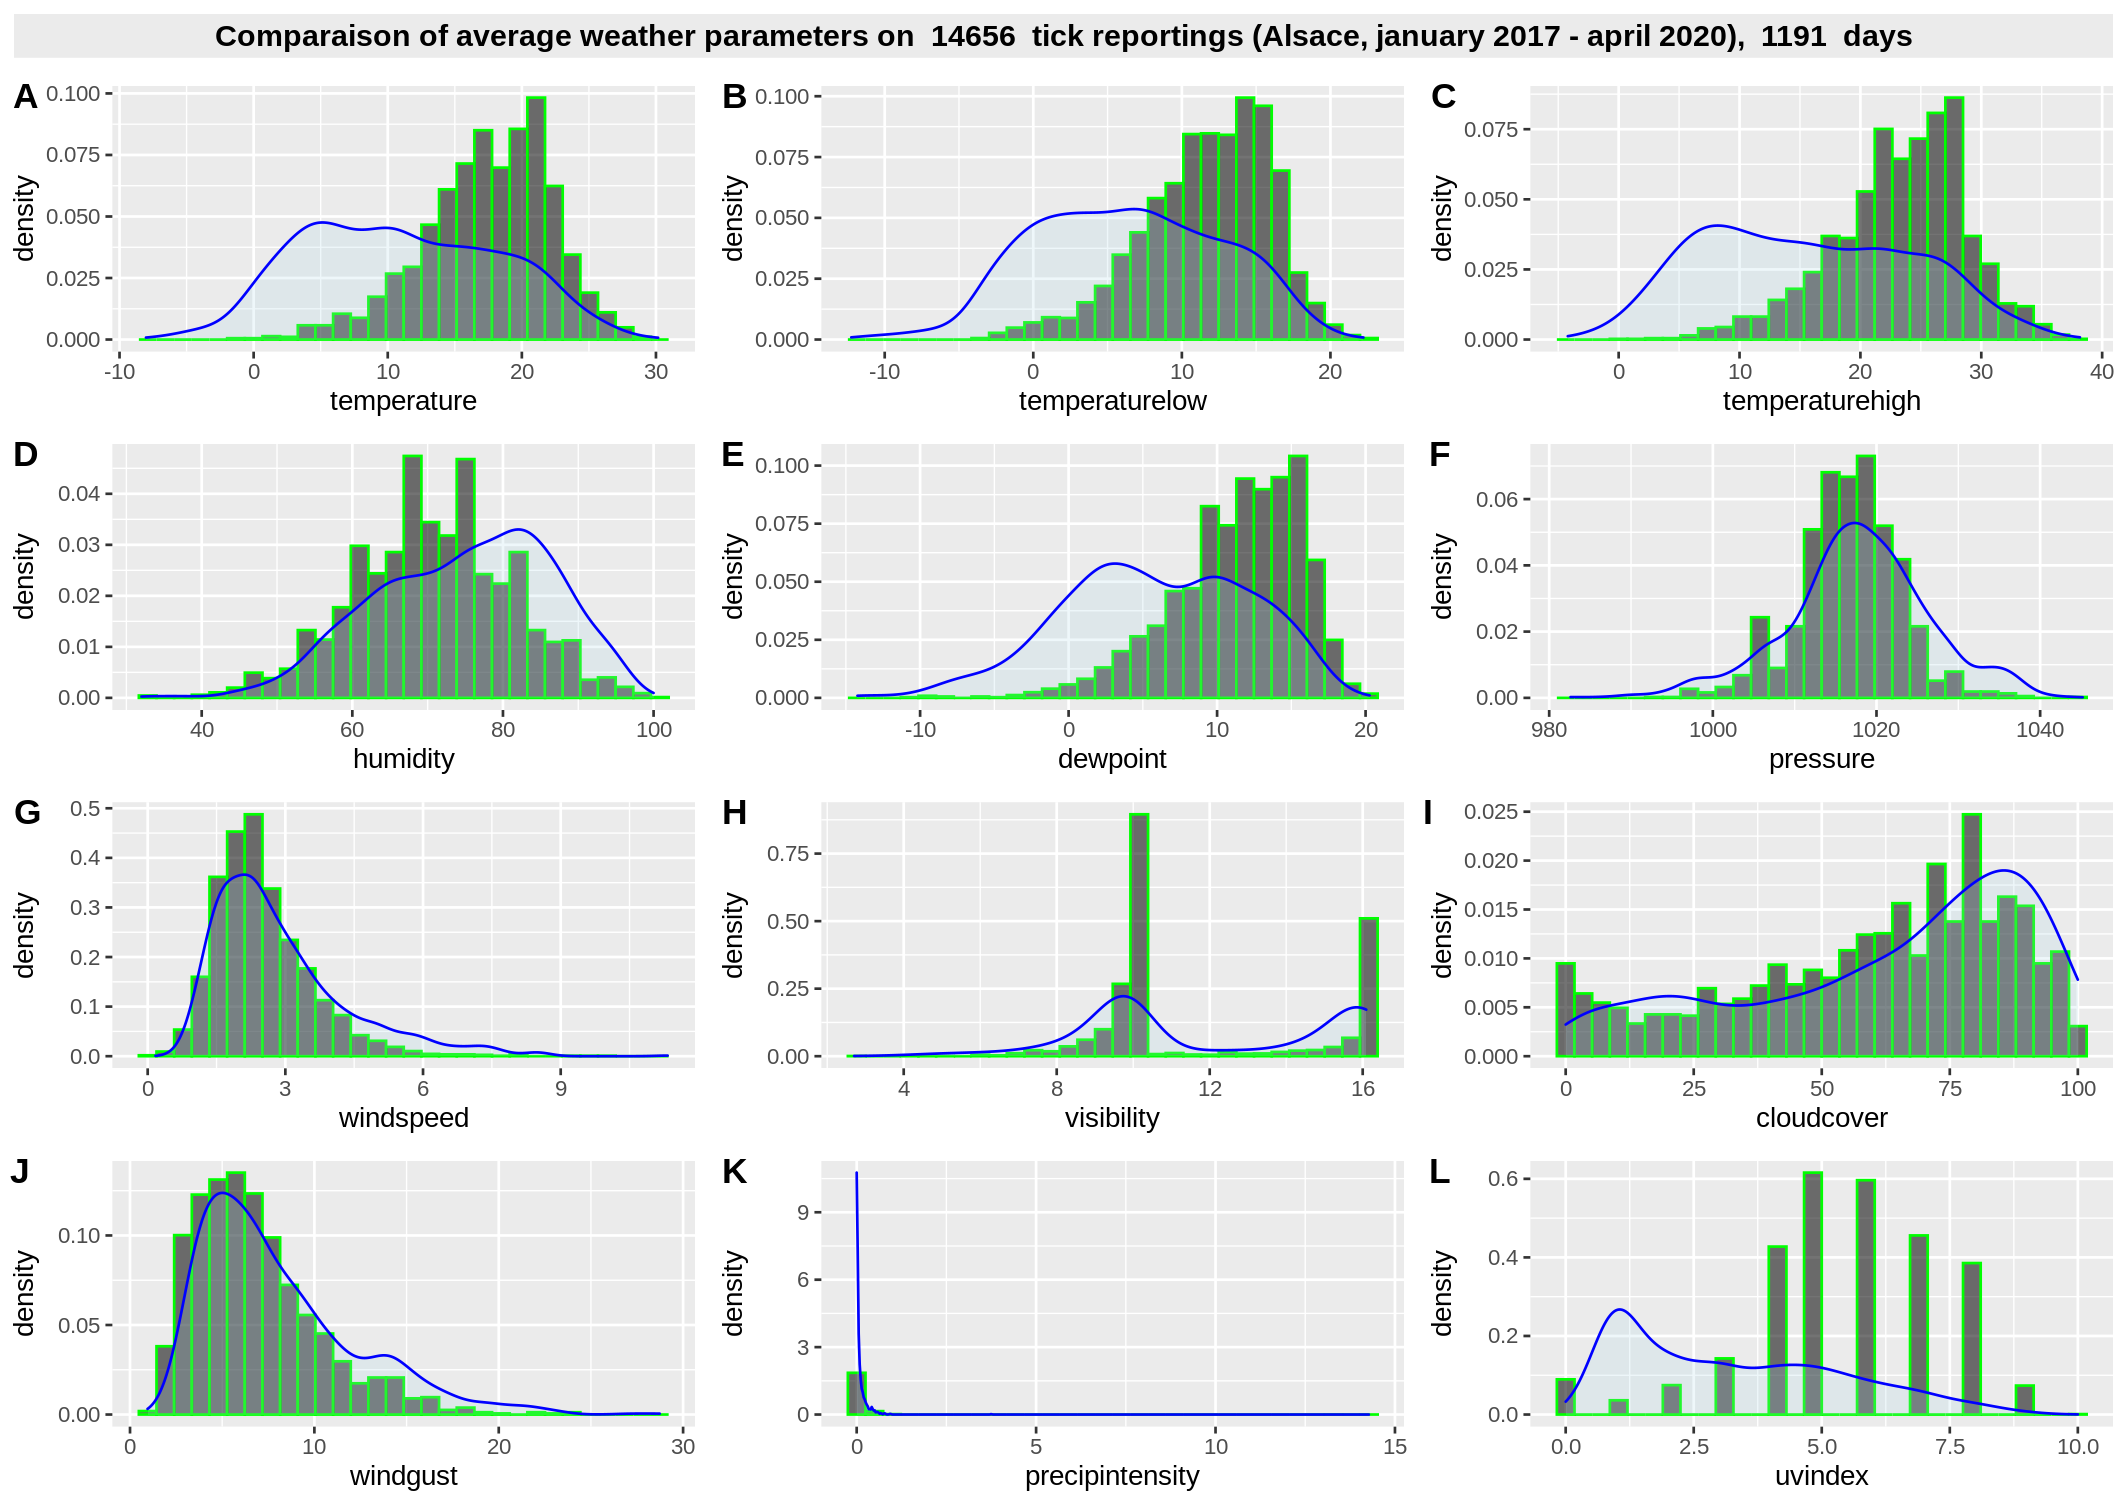 Comparaison of average weather parameters on  14656  tick reportings (Alsace, january 2017 - april 2020),  1191  days
A
0.100
0.075
0.050
0.025
0.000
density
-10 0 10 20 30
temperature
B
0.100
0.075
0.050
0.025
0.000
density
-10 0 10 20
temperaturelow
C
0.075
0.050
0.025
0.000
density
0 10 20 30 40
temperaturehigh
D
0.04
0.03
0.02
0.01
0.00
density
40 60 80 100
humidity
E
0.100
0.075
0.050
0.025
0.000
density
-10 0 10 20
dewpoint
F
0.06
0.04
0.02
0.00
density
980 1000 1020 1040
pressure
G
0.5
0.4
0.3
0.2
0.1
0.0
density
0 3 6 9
windspeed
H
0.75
0.50
0.25
0.00
density
4 8 12 16
visibility
I
0.025
0.020
0.015
0.010
0.005
0.000
density
0 25 50 75 100
cloudcover
J
0.10
0.05
0.00
density
0 10 20 30
windgust
K
9
6
3
0
density
0 5 10 15
precipintensity
L
0.6
0.4
0.2
0.0
density
0.0 2.5 5.0 7.5 10.0
uvindex